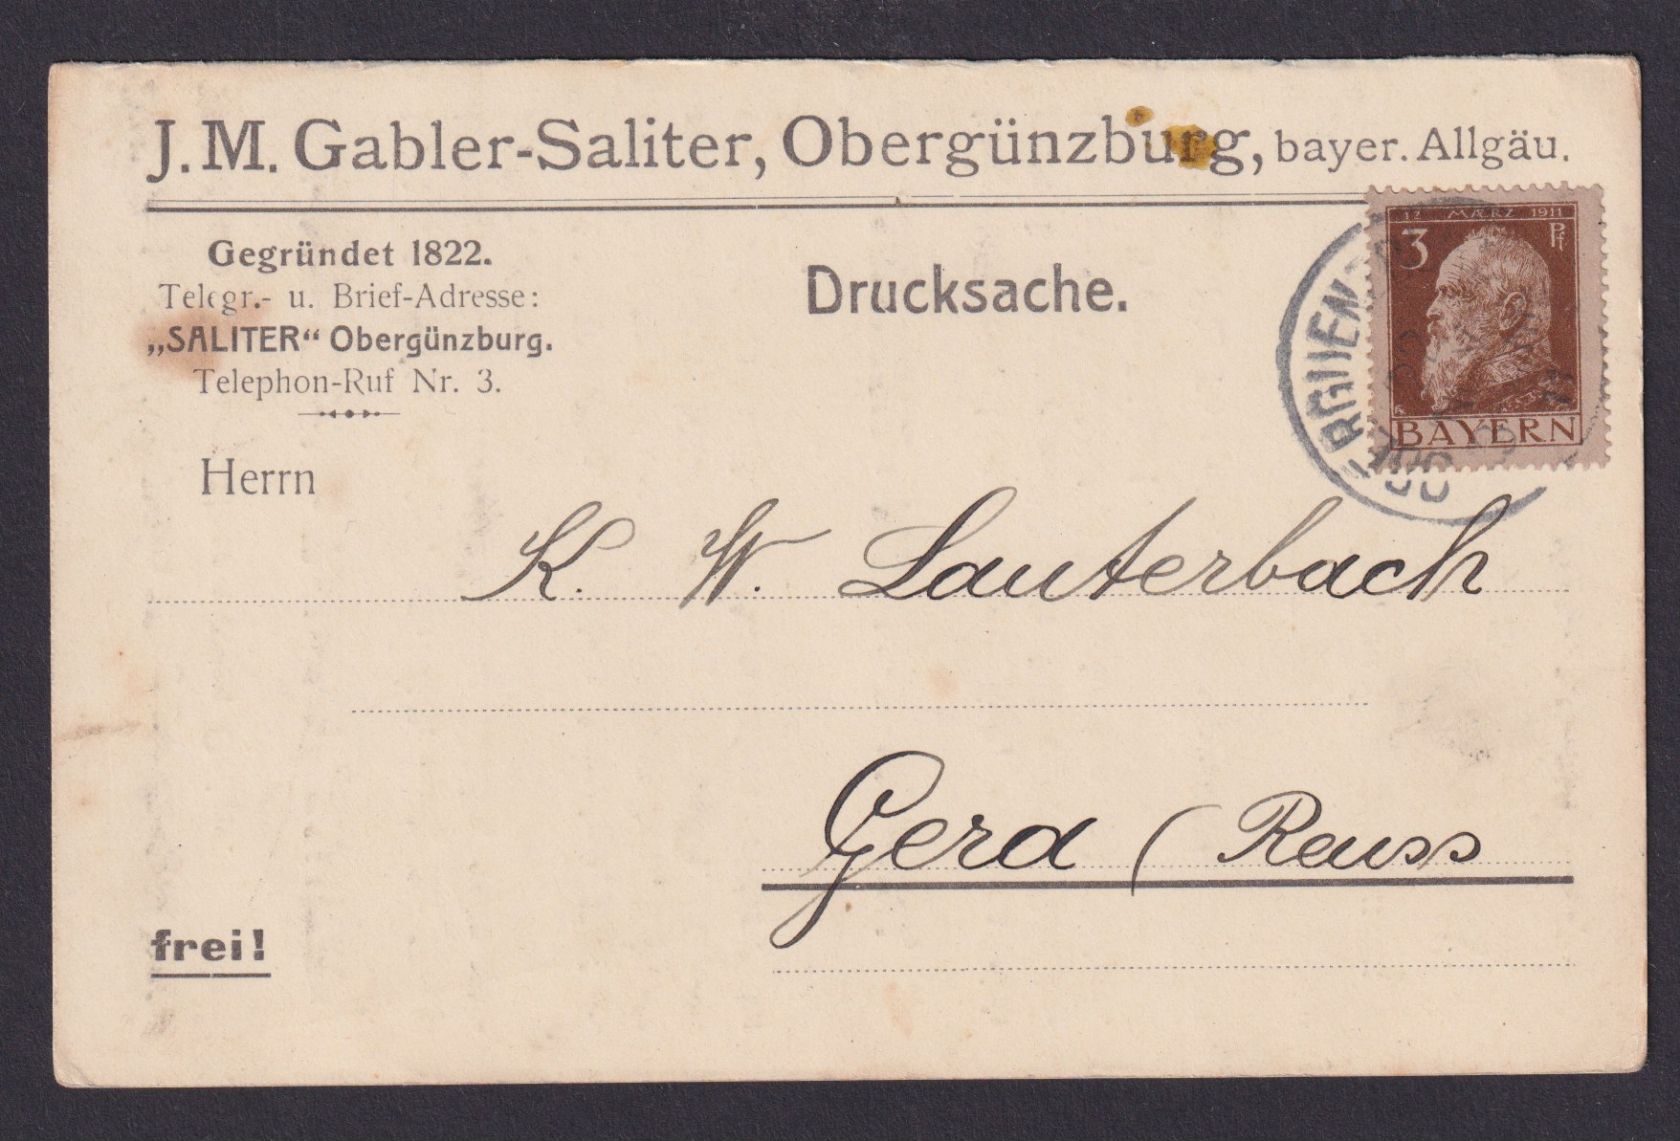 J. M. Gabler-Saliter, Obergünzburg, bayer. Allgäu.
Gegründet 1822.
Telegr.- u. Brief-Adresse:
„SALITER“ Obergünzburg.
Telephon-Ruf Nr. 3.
Drucksache.
12 MÄRZ 1911
3 Pf
BAYERN
Herrn
K. W. Lauterbach
Gera (Reuss
frei!